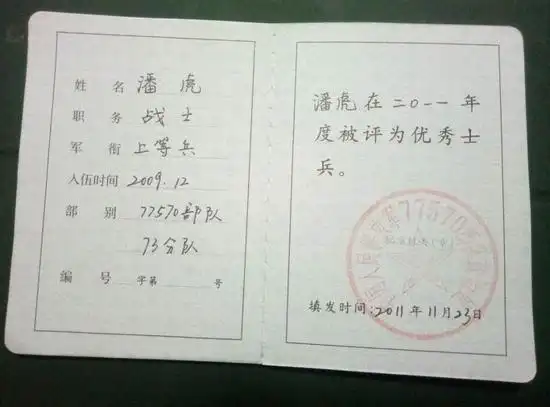 姓 名 潘虎
职 务 战士
军 衔 上等兵
入伍时间 2009.12
部 别 77570部队
73分队
编 号 字第 号
潘虎在二0一一年
度被评为优秀士
兵。
77570
填发时间:2011年11月23日